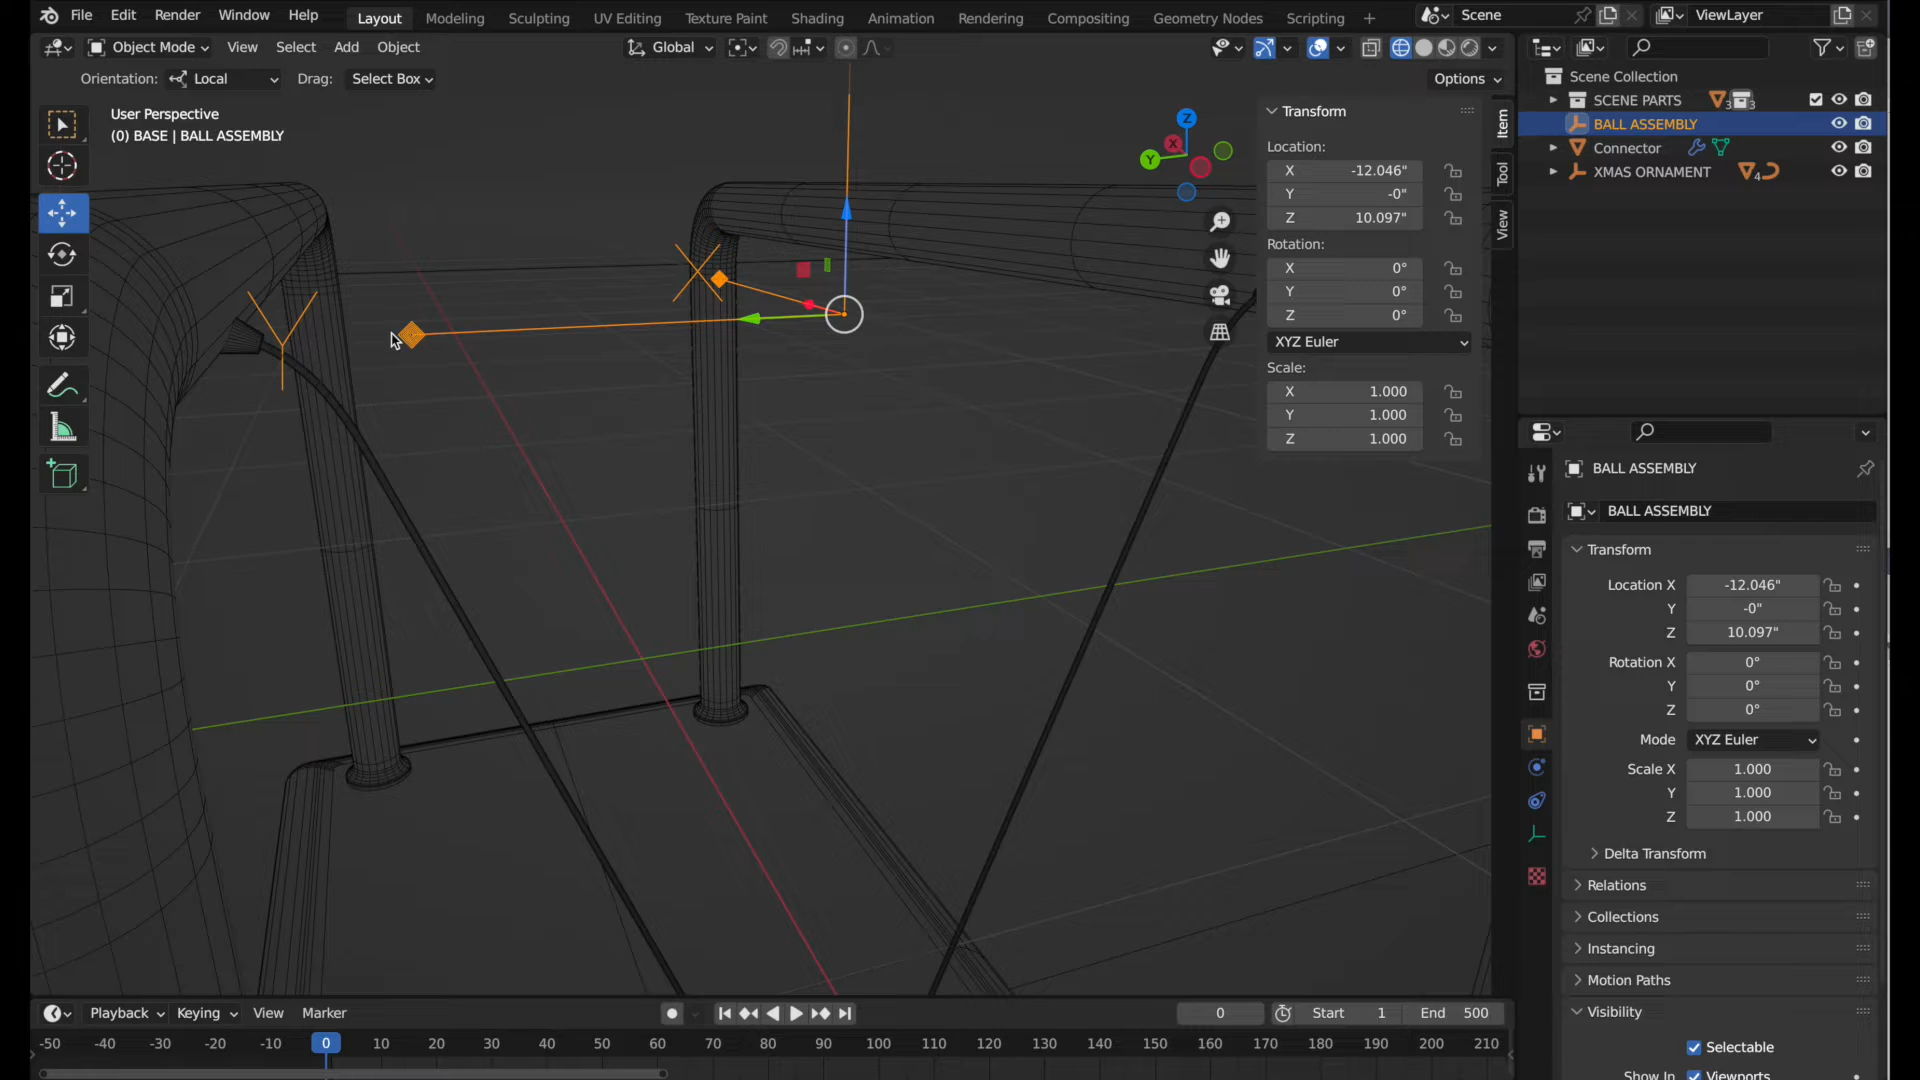 File Edit Render Window Help
Layout Modeling Sculpting UV Editing Texture Paint Shading Animation Rendering Compositing Geometry Nodes Scripting +
Scene
ViewLayer
Object Mode View Select Add Object
Global
Orientation: Local Drag: Select Box
Options
User Perspective
(0) BASE | BALL ASSEMBLY
Z
X
Y
Transform
Location:
X -12.046"
Y -0"
Z 10.097"
Rotation:
X 0°
Y 0°
Z 0°
XYZ Euler
Scale:
X 1.000
Y 1.000
Z 1.000
Item
Tool
View
Y
X
Scene Collection
SCENE PARTS 3 3
BALL ASSEMBLY
Connector
XMAS ORNAMENT 4
BALL ASSEMBLY
BALL ASSEMBLY
Transform
Location X -12.046"
Y -0"
Z 10.097"
Rotation X 0°
Y 0°
Z 0°
Mode XYZ Euler
Scale X 1.000
Y 1.000
Z 1.000
Delta Transform
Relations
Collections
Instancing
Motion Paths
Visibility
Selectable
Show In Viewports
Playback Keying View Marker
0 Start 1 End 500
-50 -40 -30 -20 -10 0 10 20 30 40 50 60 70 80 90 100 110 120 130 140 150 160 170 180 190 200 210